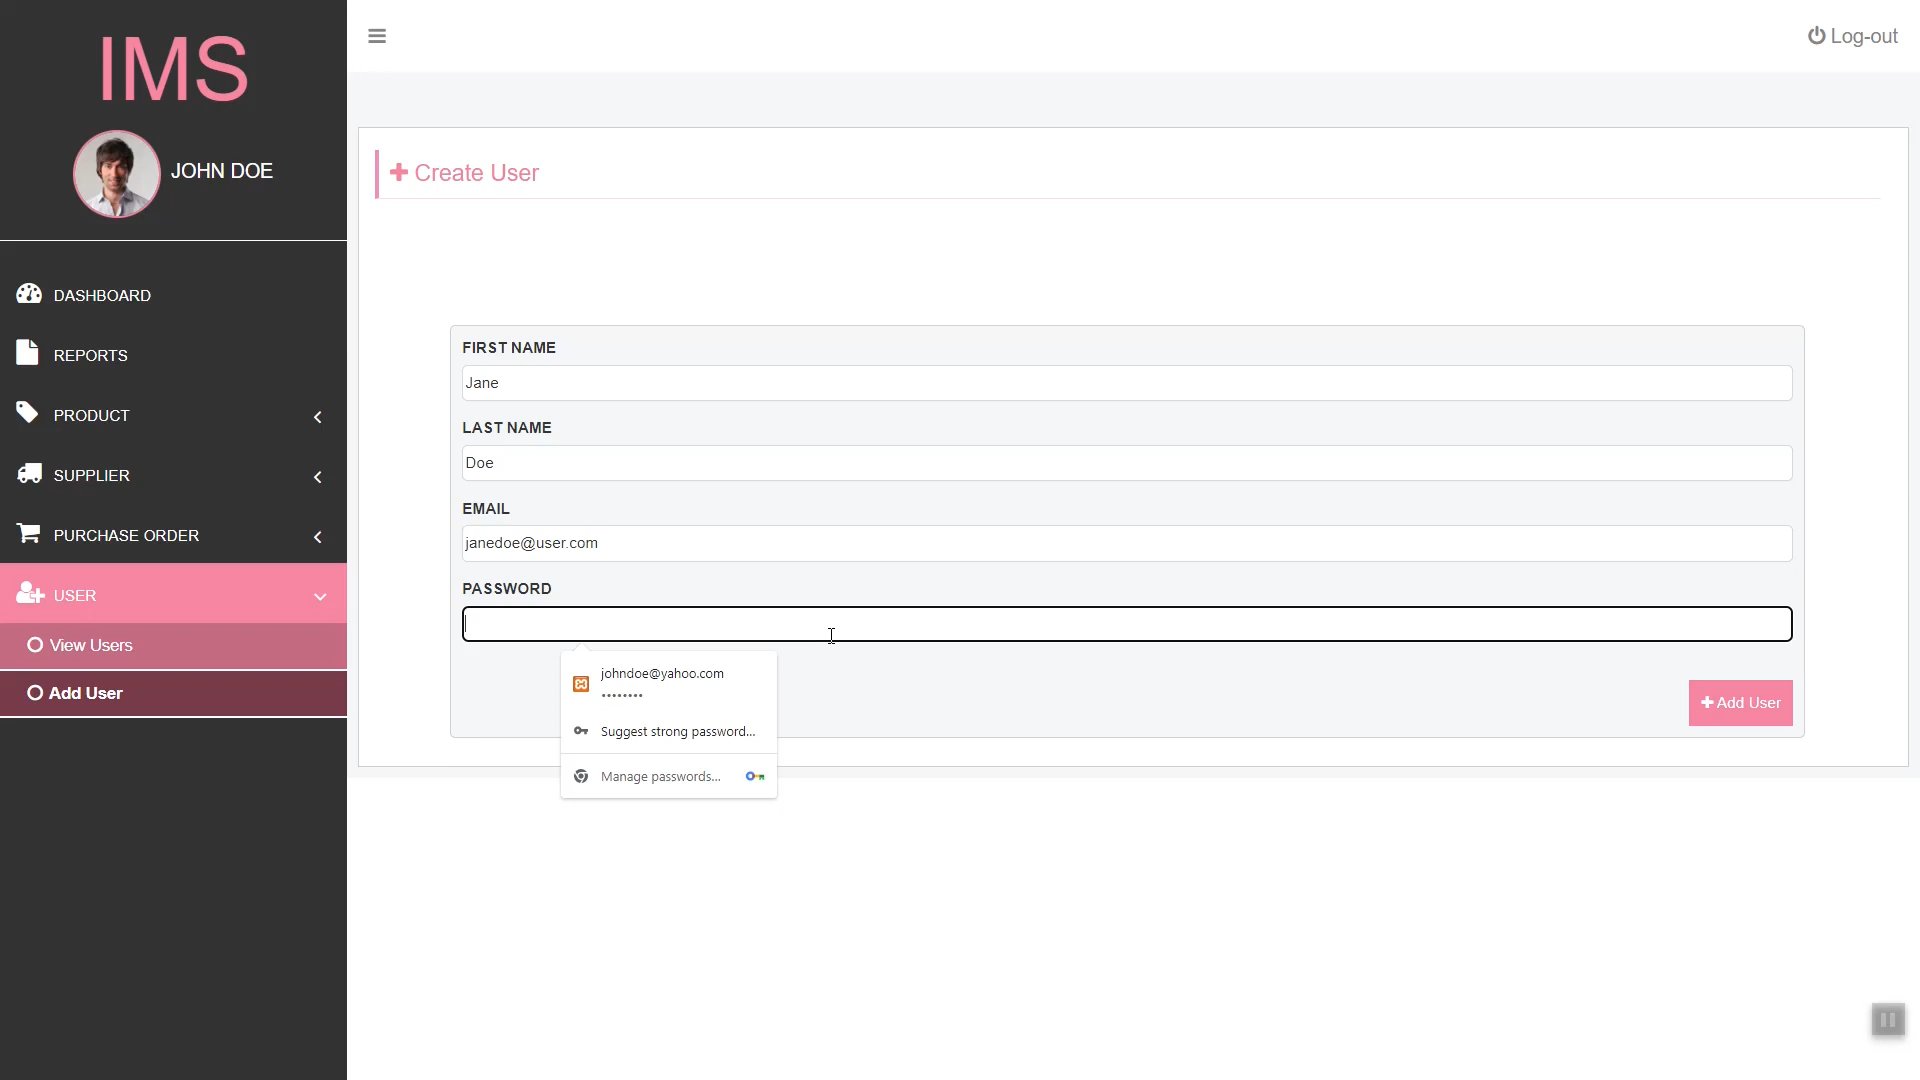 IMS
JOHN DOE
DASHBOARD
REPORTS
PRODUCT
SUPPLIER
PURCHASE ORDER
USER
View Users
Add User
Log-out
Create User
FIRST NAME
Jane
LAST NAME
Doe
EMAIL
janedoe@user.com
PASSWORD
johndoe@yahoo.com
••••••••
Suggest strong password...
Manage passwords...
Add User